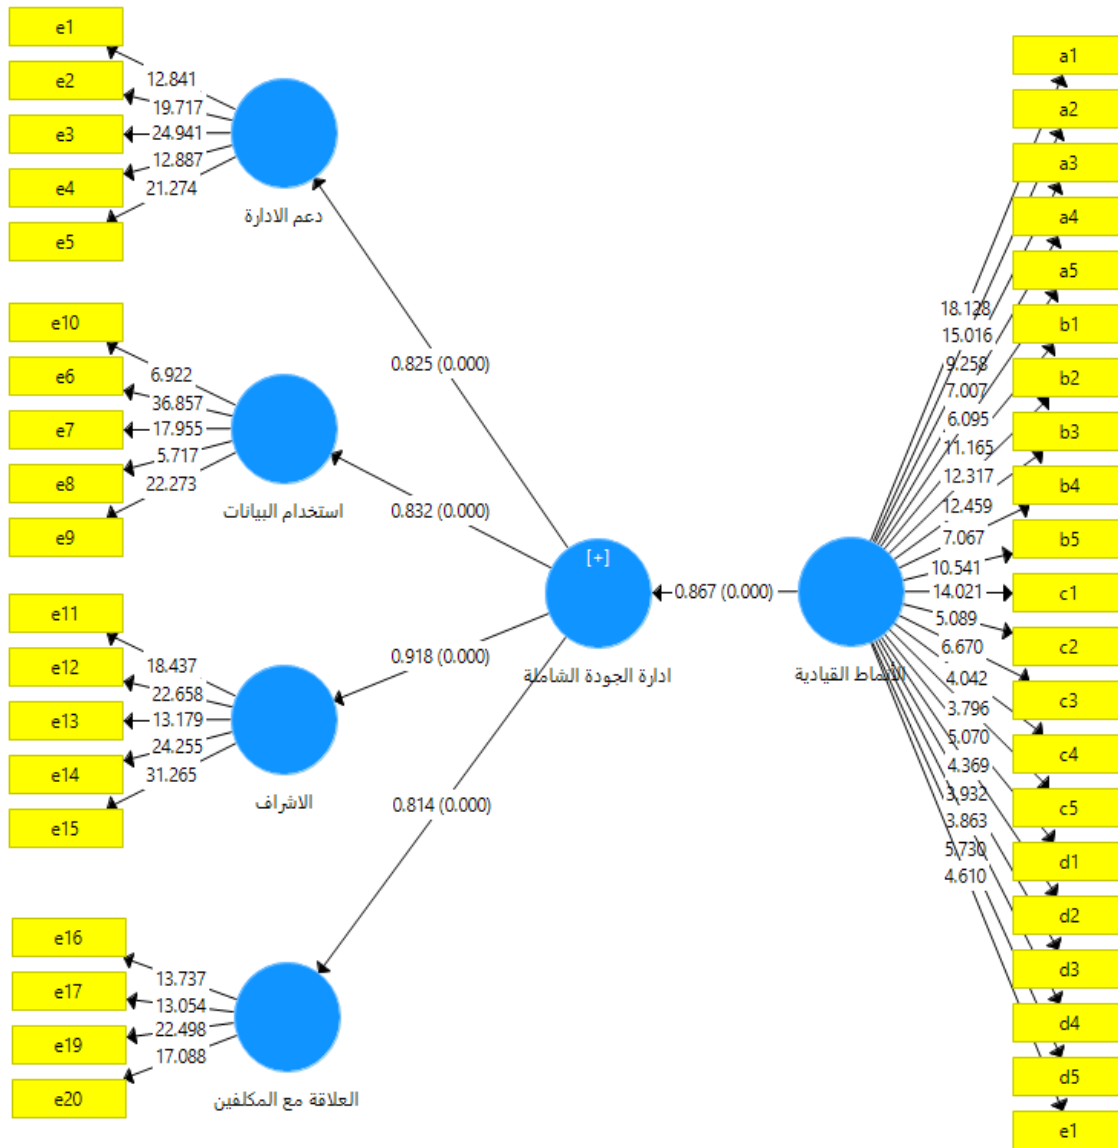 e1
e2
e3
e4
e5
12.841
19.717
24.941
12.887
21.274
دعم الادارة
e10
e6
e7
e8
e9
6.922
36.857
17.955
5.717
22.273
استخدام البيانات
e11
e12
e13
e14
e15
18.437
22.658
13.179
24.255
31.265
الاشراف
e16
e17
e19
e20
13.737
13.054
22.498
17.088
العلاقة مع المكلفين
0.825 (0.000)
0.832 (0.000)
0.918 (0.000)
0.814 (0.000)
[+]
ادارة الجودة الشاملة
0.867 (0.000)
الأنماط القيادية
18.128
15.016
9.258
7.007
6.095
11.165
12.317
12.459
7.067
10.541
14.021
5.089
6.670
4.042
3.796
5.070
4.369
3.932
3.863
5.730
4.610
a1
a2
a3
a4
a5
b1
b2
b3
b4
b5
c1
c2
c3
c4
c5
d1
d2
d3
d4
d5
e1